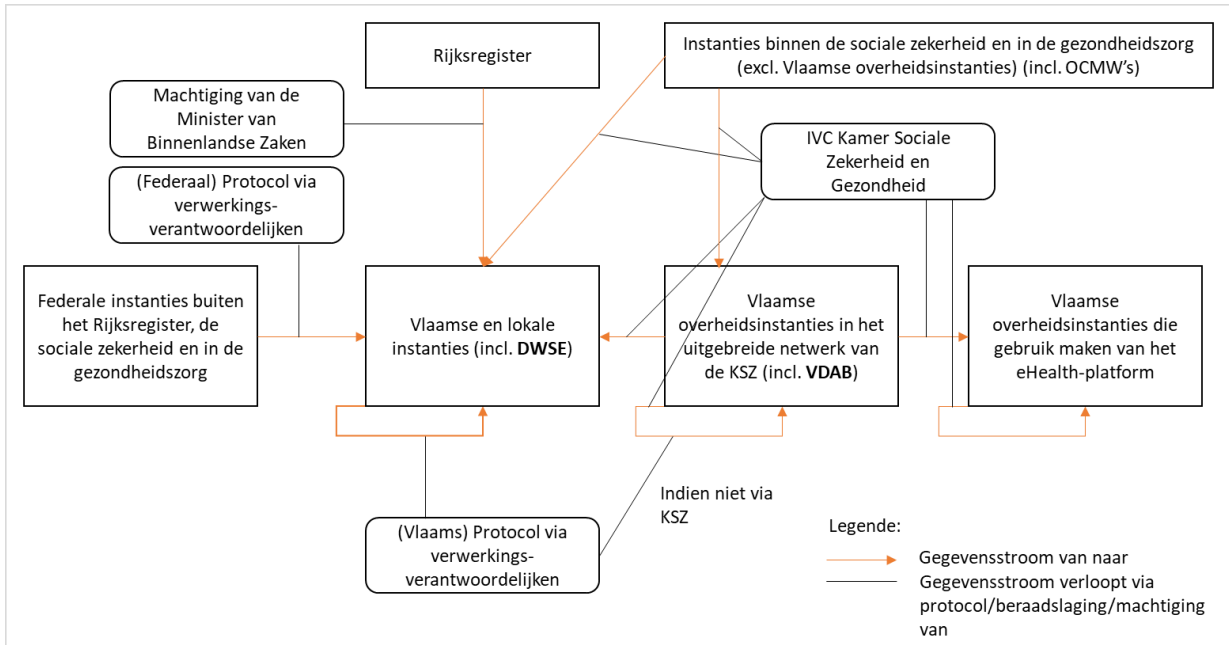 Rijksregister
Instanties binnen de sociale zekerheid en in de gezondheidszorg
(excl. Vlaamse overheidsinstanties) (incl. OCMW’s)
Machtiging van de
Minister van
Binnenlandse Zaken
IVC Kamer Sociale
Zekerheid en
Gezondheid
(Federaal) Protocol via
verwerkings-
verantwoordelijken
Federale instanties buiten
het Rijksregister, de
sociale zekerheid en in de
gezondheidszorg
Vlaamse en lokale
instanties (incl. DWSE)
Vlaamse
overheidsinstanties in het
uitgebreide netwerk van
de KSZ (incl. VDAB)
Vlaamse
overheidsinstanties die
gebruik maken van het
eHealth-platform
Indien niet via
KSZ
(Vlaams) Protocol via
verwerkings-
verantwoordelijken
Legende:
Gegevensstroom van naar
Gegevensstroom verloopt via
protocol/beraadslaging/machtiging
van